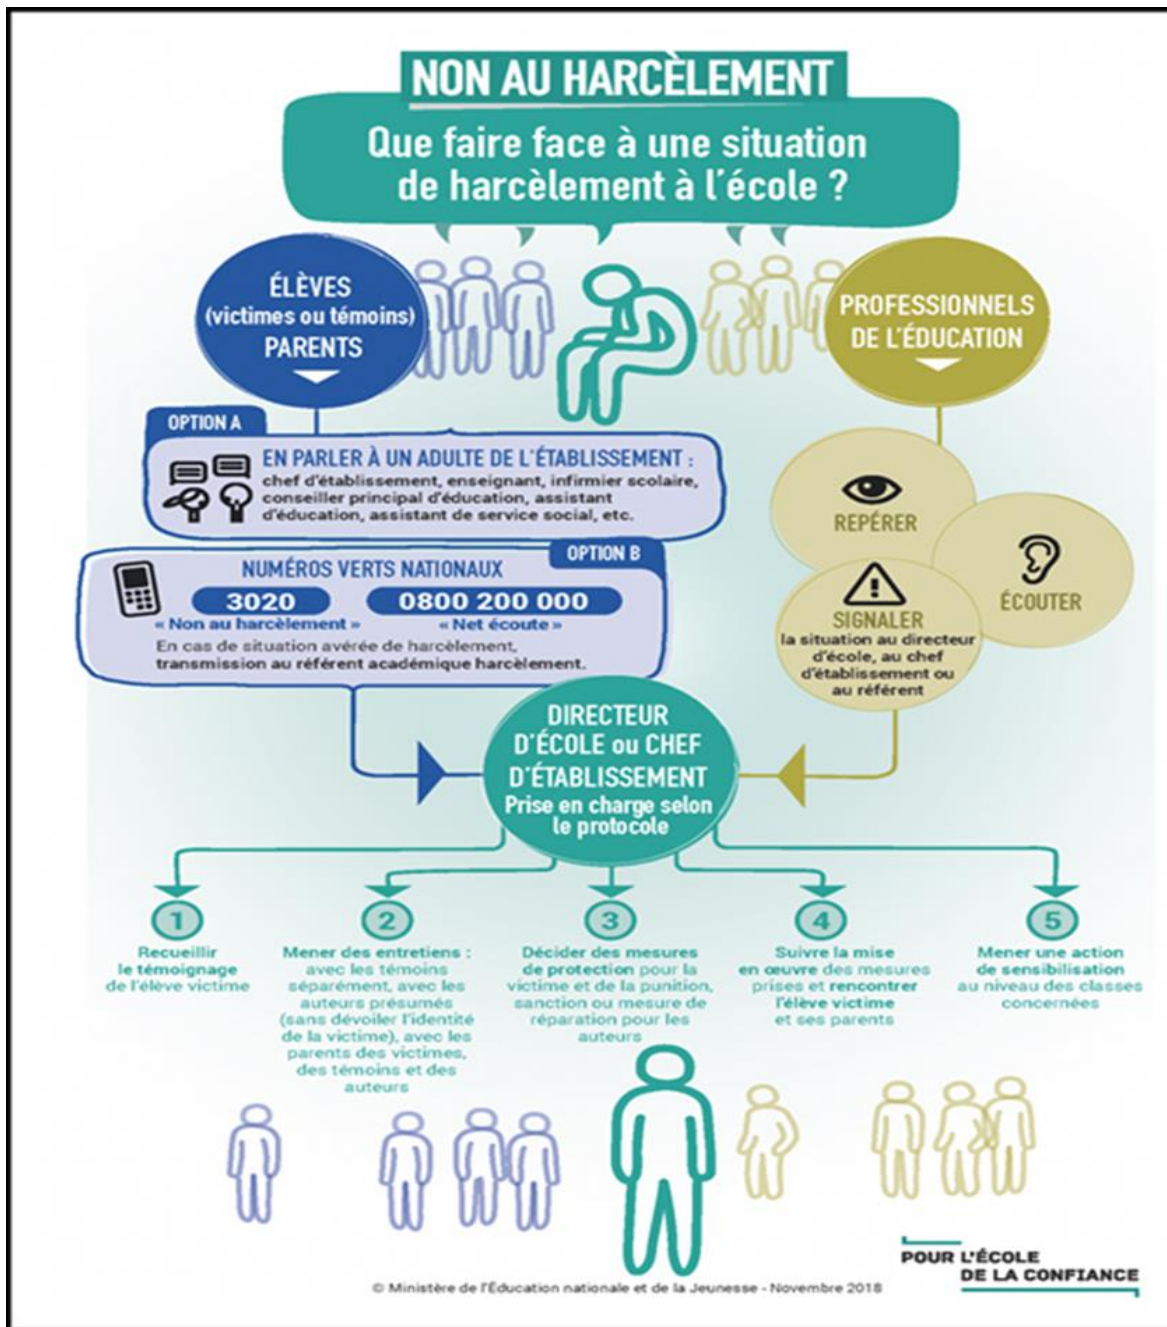 NON AU HARCÈLEMENT
Que faire face à une situation
de harcèlement à l'école ?
ÉLÈVES
(victimes ou témoins)
PARENTS
OPTION A
EN PARLER À UN ADULTE DE L'ÉTABLISSEMENT :
chef d'établissement, enseignant, infirmier scolaire,
conseiller principal d'éducation, assistant
d'éducation, assistant de service social, etc.
OPTION B
NUMÉROS VERTS NATIONAUX
3020
« Non au harcèlement »
0800 200 000
« Net écoute »
En cas de situation avérée de harcèlement,
transmission au référent académique harcèlement.
PROFESSIONNELS
DE L'ÉDUCATION
REPÉRER
ÉCOUTER
SIGNALER
la situation au directeur
d'école, au chef
d'établissement ou
au référent
DIRECTEUR
D'ÉCOLE ou CHEF
D'ÉTABLISSEMENT
Prise en charge selon
le protocole
1
Recueillir
le témoignage
de l'élève victime
2
Mener des entretiens :
avec les témoins
séparément, avec les
auteurs présumés
(sans dévoiler l'identité
de la victime), avec les
parents des victimes,
des témoins et des
auteurs
3
Décider des mesures
de protection pour la
victime et de la punition,
sanction ou mesure de
réparation pour les
auteurs
4
Suivre la mise
en œuvre des mesures
prises et rencontrer
l'élève victime
et ses parents
5
Mener une action
de sensibilisation
au niveau des classes
concernées
POUR L'ÉCOLE
DE LA CONFIANCE
© Ministère de l'Éducation nationale et de la Jeunesse - Novembre 2018